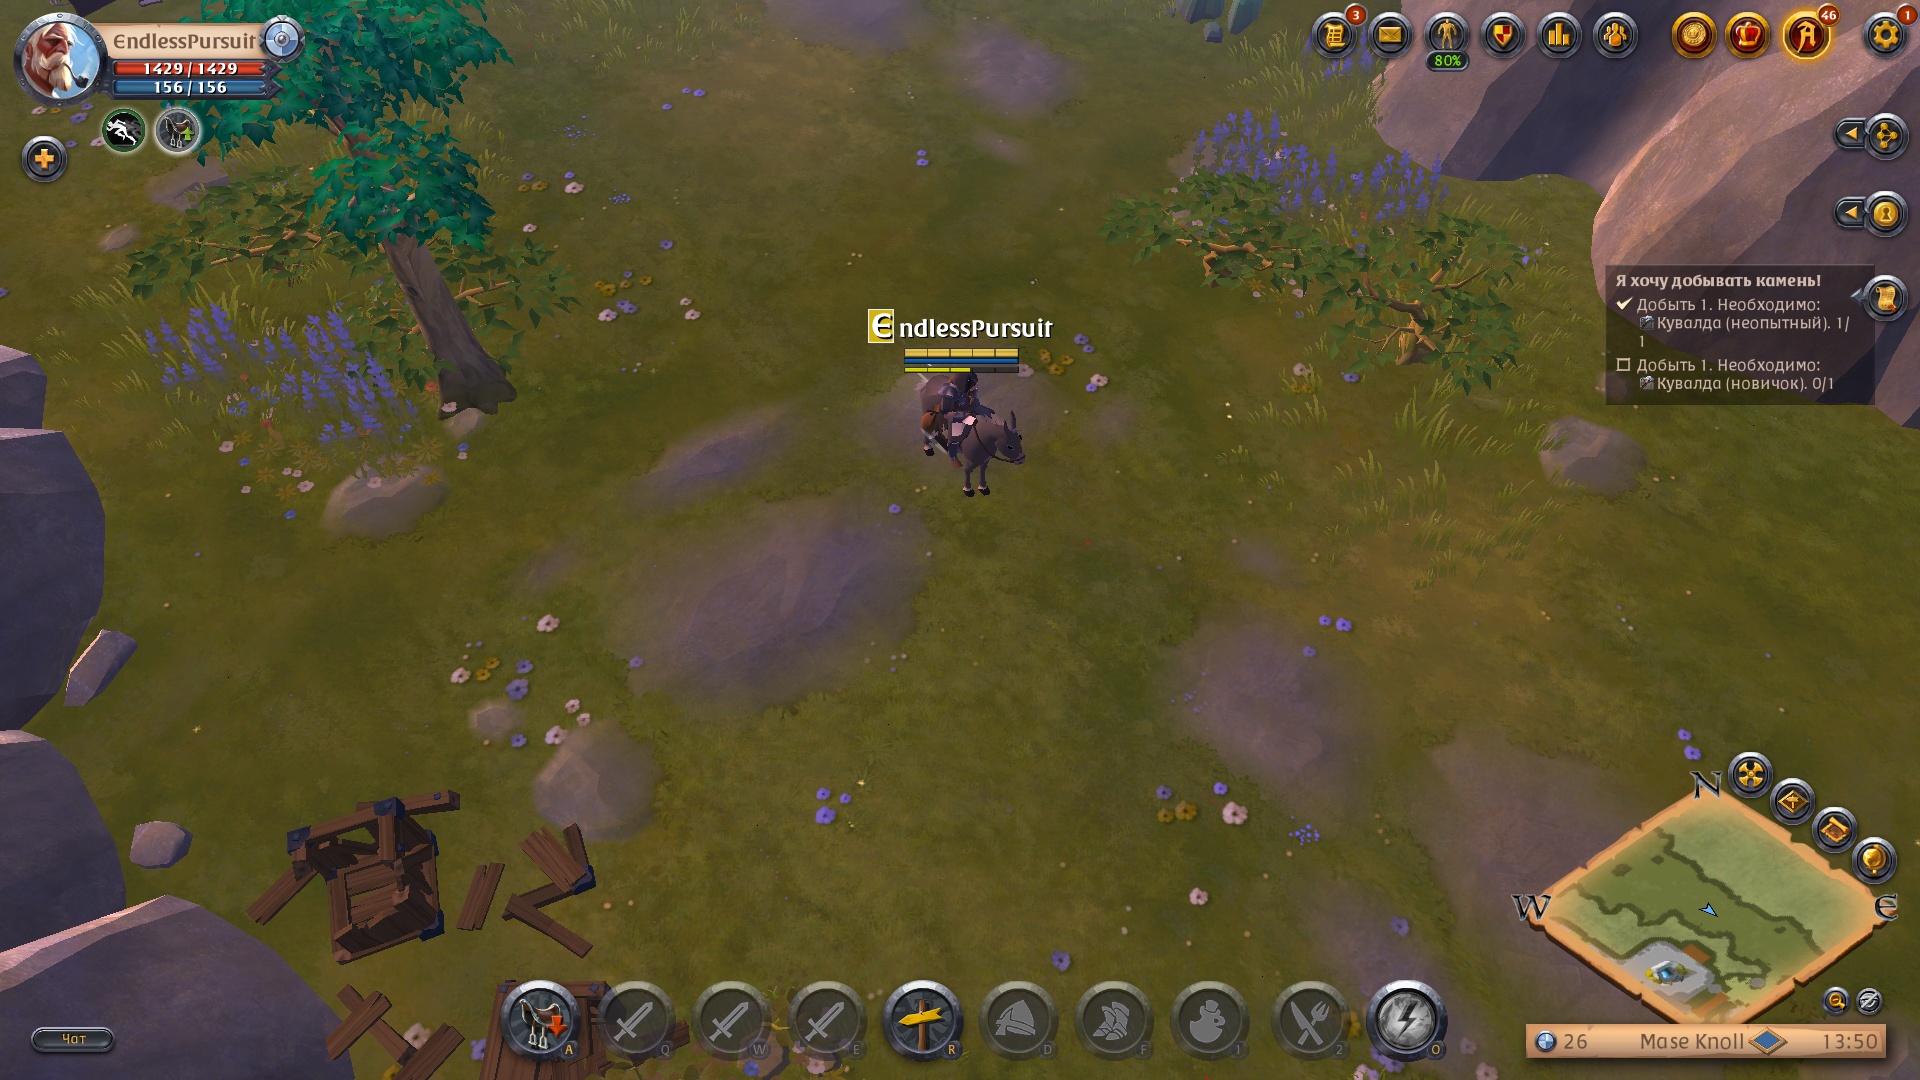 EndlessPursuit
1429 / 1429
156 / 156
3
80%
46
1
EndlessPursuit
Я хочу добывать камень!
Добыть 1. Необходимо:
Кувалда (неопытный). 1/
1
Добыть 1. Необходимо:
Кувалда (новичок). 0/1
N
W
E
Чат
A
Q
W
E
R
D
F
1
2
O
26
Mase Knoll
13:50